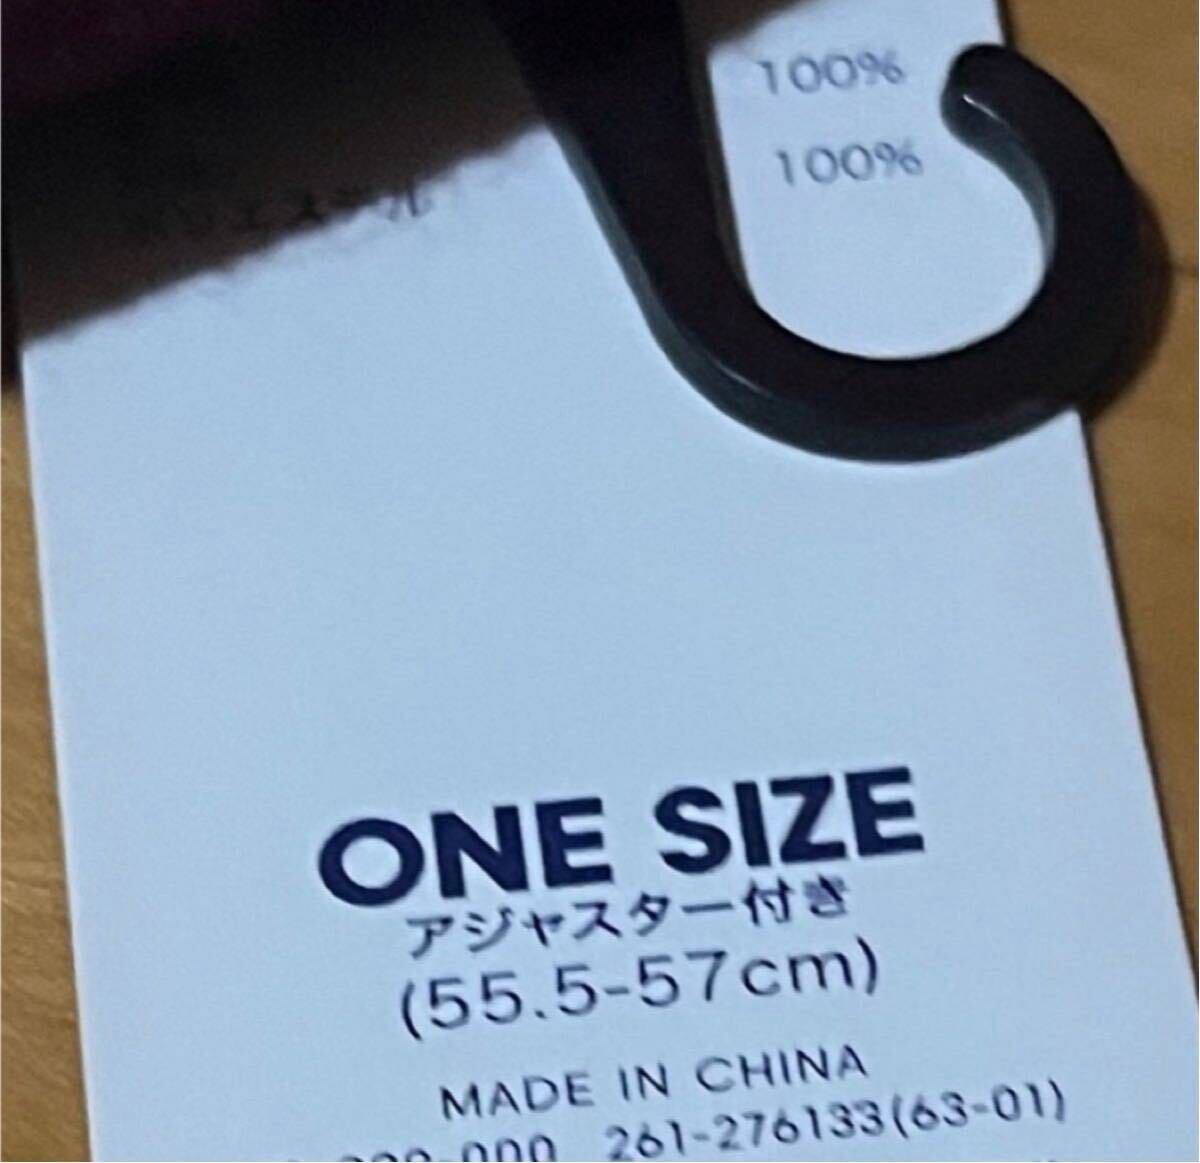 100%
100%
ONE SIZE
アジャスター付き
(55.5-57cm)
MADE IN CHINA
261-276133(63-01)